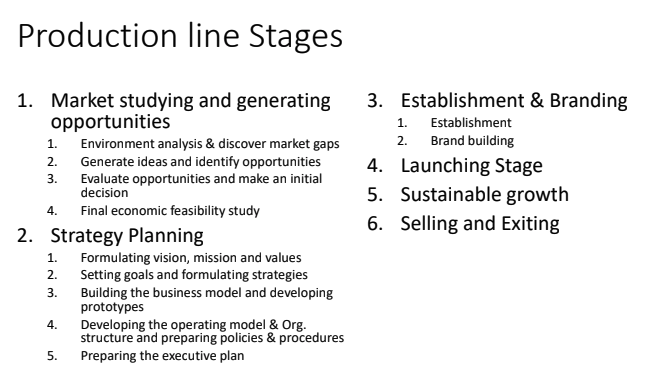 Production line Stages
1. Market studying and generating
opportunities
1. Environment analysis & discover market gaps
2. Generate ideas and identify opportunities
3. Evaluate opportunities and make an initial
decision
4. Final economic feasibility study
2. Strategy Planning
1. Formulating vision, mission and values
2. Setting goals and formulating strategies
3. Building the business model and developing
prototypes
4. Developing the operating model & Org.
structure and preparing policies & procedures
5. Preparing the executive plan
3. Establishment & Branding
1. Establishment
2. Brand building
4. Launching Stage
5. Sustainable growth
6. Selling and Exiting